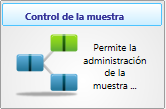 Control de la muestra
Permite la
administración
de la
muestra ...